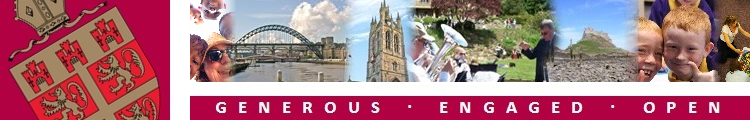 GENEROUS · ENGAGED · OPEN